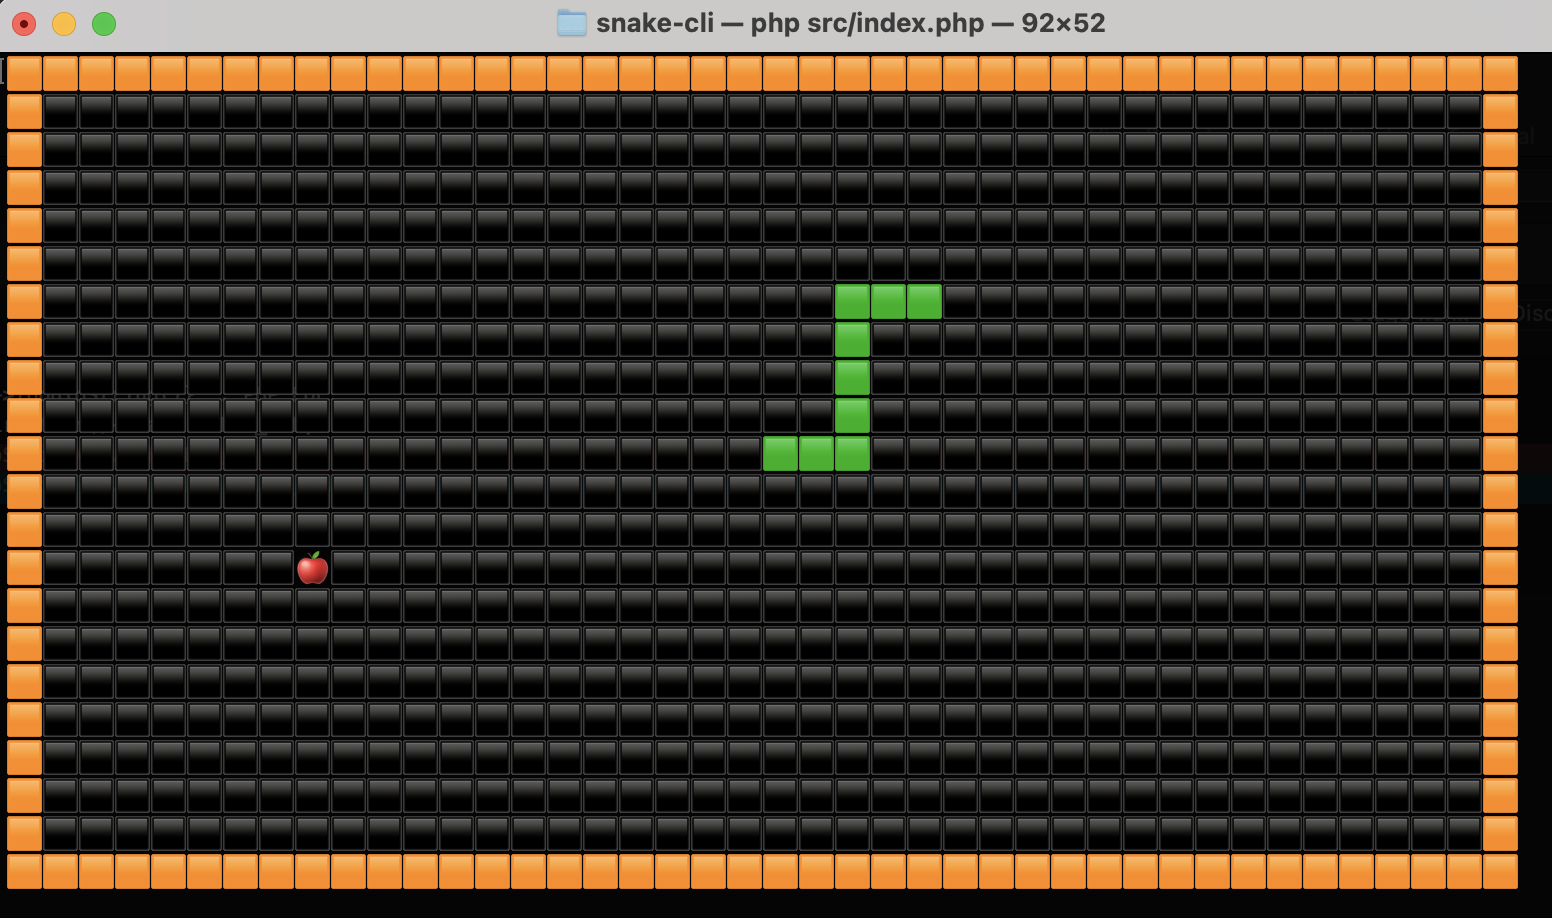 snake-cli — php src/index.php — 92×52